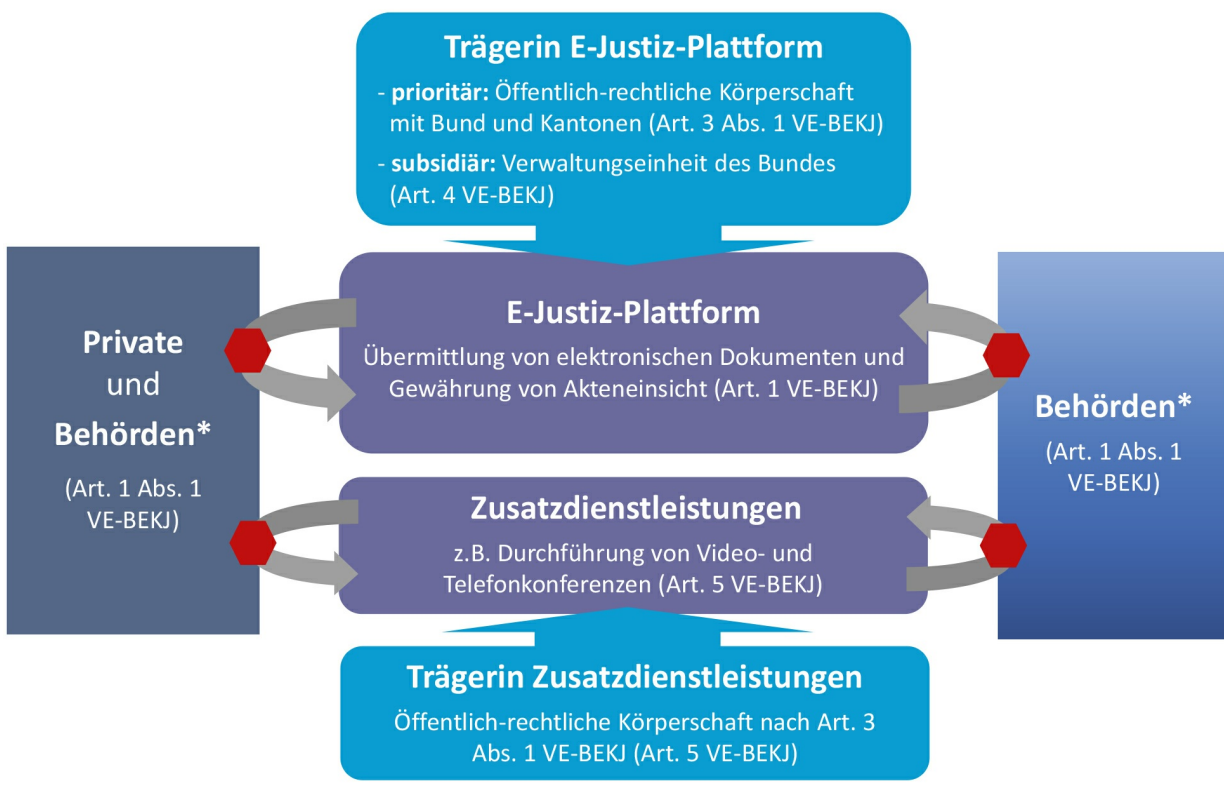 Trägerin E-Justiz-Plattform
- prioritär: Öffentlich-rechtliche Körperschaft
mit Bund und Kantonen (Art. 3 Abs. 1 VE-BEKJ)
- subsidiär: Verwaltungseinheit des Bundes
(Art. 4 VE-BEKJ)
Private
und
Behörden*
(Art. 1 Abs. 1
VE-BEKJ)
E-Justiz-Plattform
Übermittlung von elektronischen Dokumenten und
Gewährung von Akteneinsicht (Art. 1 VE-BEKJ)
Behörden*
(Art. 1 Abs. 1
VE-BEKJ)
Zusatzdienstleistungen
z.B. Durchführung von Video- und
Telefonkonferenzen (Art. 5 VE-BEKJ)
Trägerin Zusatzdienstleistungen
Öffentlich-rechtliche Körperschaft nach Art. 3
Abs. 1 VE-BEKJ (Art. 5 VE-BEKJ)